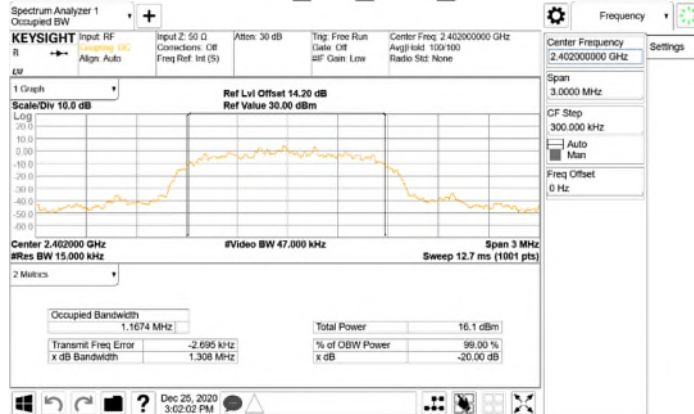 Spectrum Analyzer 1
Occupied BW
+
Frequency
KEYSIGHT
Input: RF
Coupling: DC
Align: Auto
Input Z: 50 Ω
Corrections: Off
Freq Ref: Int (S)
Atten: 30 dB
Trig: Free Run
Gate: Off
#IF Gain: Low
Center Freq: 2.402000000 GHz
Avg|Hold: 100/100
Radio Std: None
R
Center Frequency
2.402000000 GHz
Settings
Span
3.0000 MHz
CF Step
300.000 kHz
Auto
Man
Freq Offset
0 Hz
1 Graph
Ref Lvl Offset 14.20 dB
Scale/Div 10.0 dB
Ref Value 30.00 dBm
Log
20.0
10.0
0.00
-10.0
-20.0
-30.0
-40.0
-50.0
-60.0
Center 2.402000 GHz
#Video BW 47.000 kHz
Span 3 MHz
#Res BW 15.000 kHz
Sweep 12.7 ms (1001 pts)
2 Metrics
Occupied Bandwidth
1.1674 MHz
Total Power
16.1 dBm
Transmit Freq Error
-2.695 kHz
% of OBW Power
99.00 %
x dB Bandwidth
1.308 MHz
x dB
-20.00 dB
?
Dec 25, 2020
3:02:02 PM